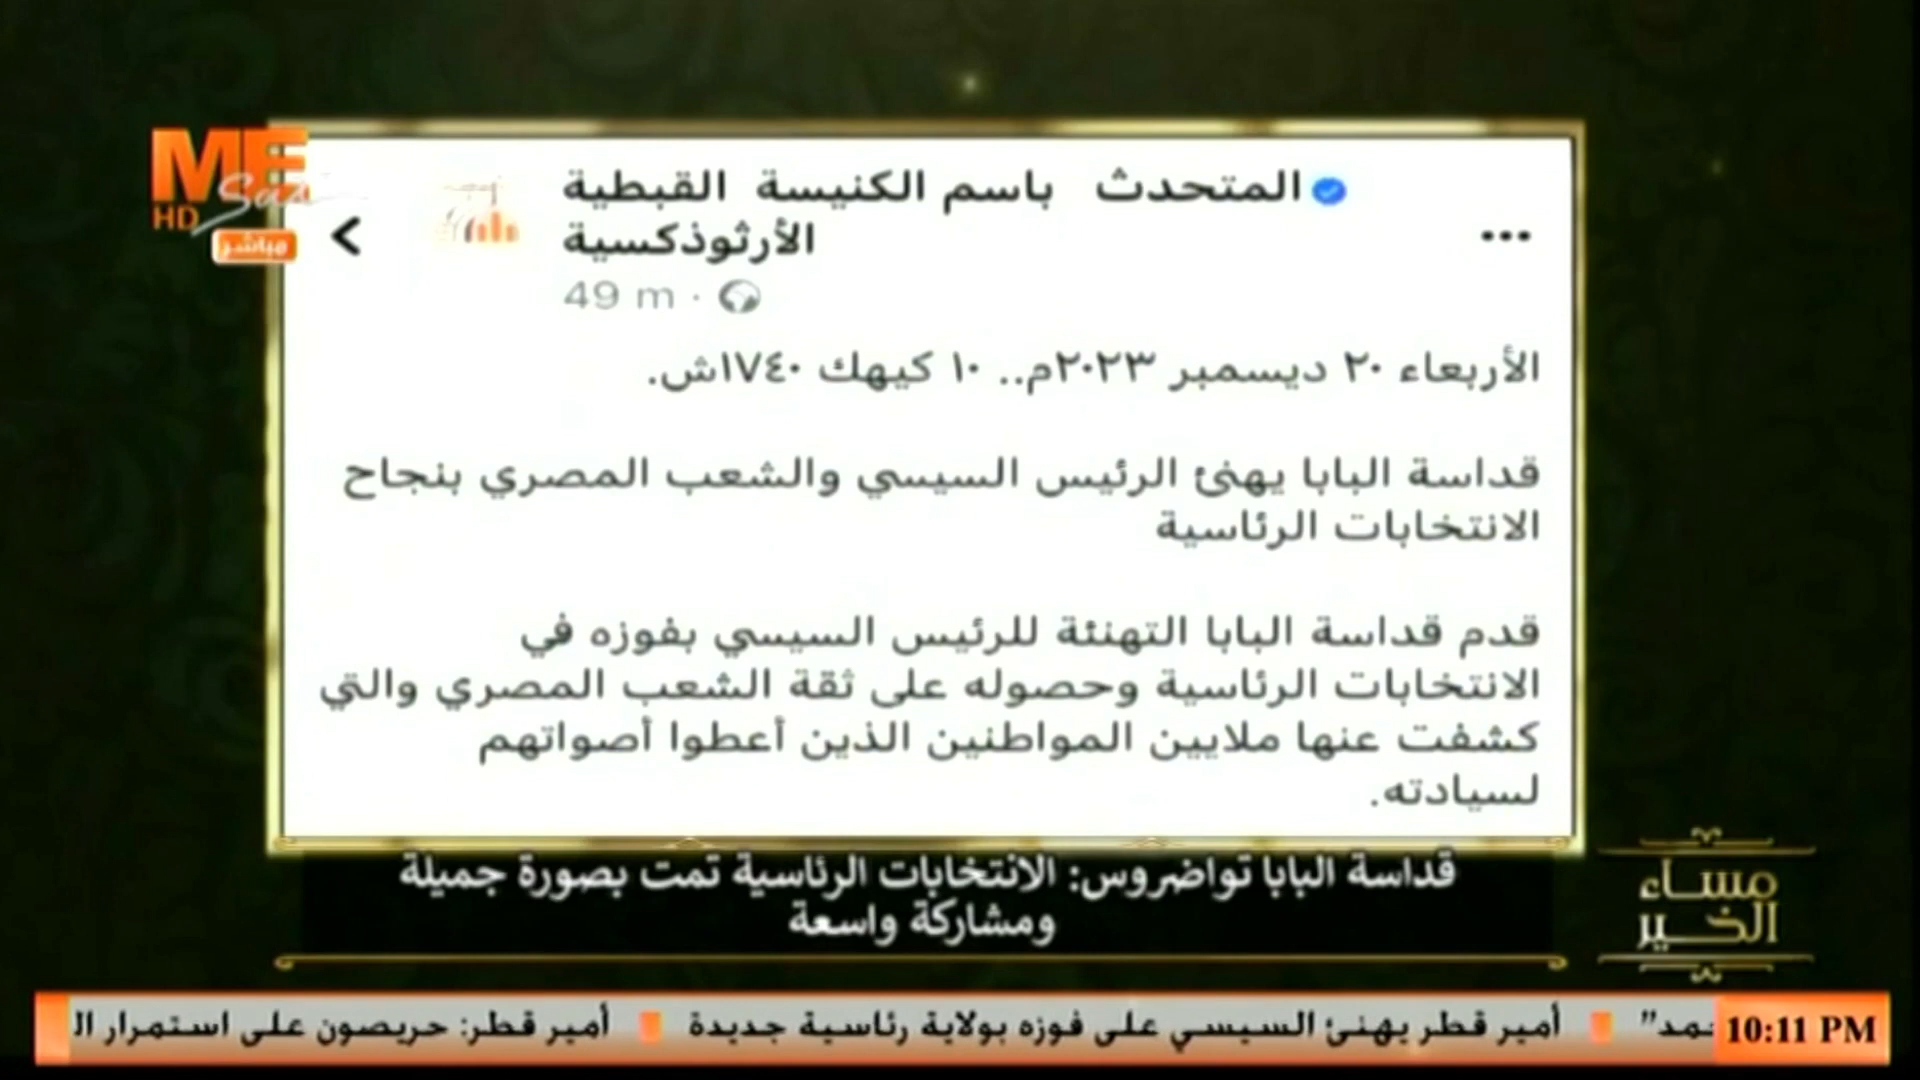 ME
Sat
HD
مباشر
المتحدث باسم الكنيسة القبطية
الأرثوذكسية
49 m
الأربعاء ٢٠ ديسمبر ٢٠٢٣م.. ١٠ كيهك ١٧٤٠ش.
قداسة البابا يهنئ الرئيس السيسي والشعب المصري بنجاح
الانتخابات الرئاسية
قدم قداسة البابا التهنئة للرئيس السيسي بفوزه في
الانتخابات الرئاسية وحصوله على ثقة الشعب المصري والتي
كشفت عنها ملايين المواطنين الذين أعطوا أصواتهم
لسيادته.
قداسة البابا تواضروس: الانتخابات الرئاسية تمت بصورة جميلة
ومشاركة واسعة
مساء
الخير
أمير قطر يهنئ السيسي على فوزه بولاية رئاسية جديدة أمير قطر: حريصون على استمرار
10:11 PM